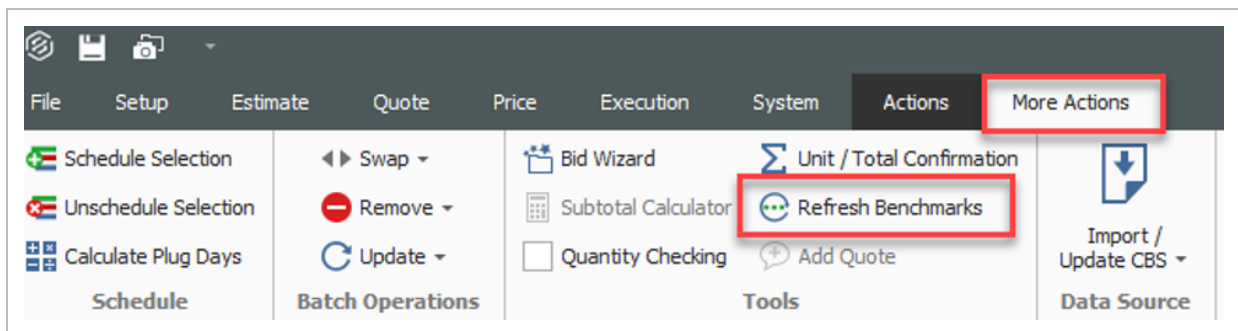 File Setup Estimate Quote Price Execution System Actions More Actions
Schedule Selection Swap Bid Wizard Unit / Total Confirmation
Unschedule Selection Remove Subtotal Calculator Refresh Benchmarks
Calculate Plug Days Update Quantity Checking Add Quote
Import /
Update CBS
Schedule Batch Operations Tools Data Source